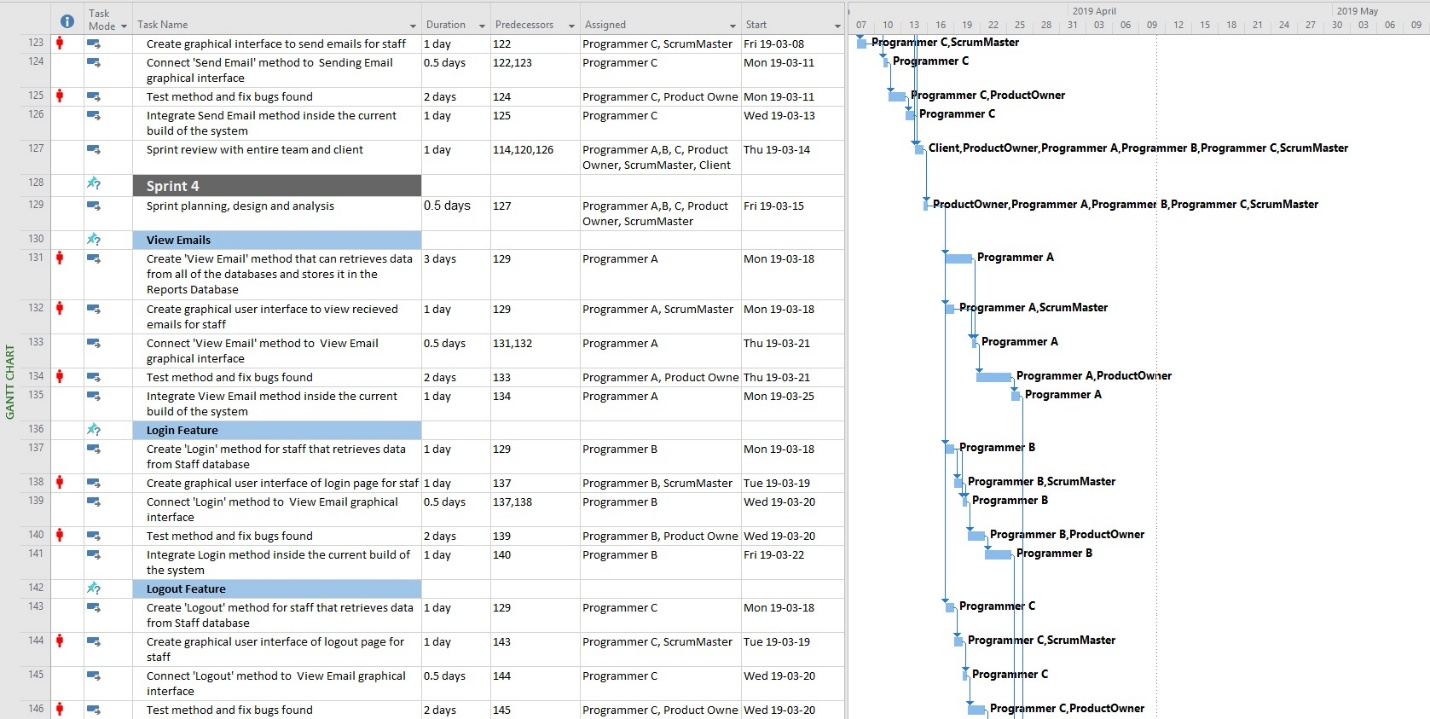 Task Mode Task Name Duration Predecessors Assigned Start
2019 April 2019 May
07 10 13 16 19 22 25 28 31 03 06 09 12 15 18 21 24 27 30 03 06 09
123 Create graphical interface to send emails for staff 1 day 122 Programmer C, ScrumMaster Fri 19-03-08 Programmer C,ScrumMaster
124 Connect 'Send Email' method to Sending Email 0.5 days 122,123 Programmer C Mon 19-03-11 Programmer C
graphical interface
125 Test method and fix bugs found 2 days 124 Programmer C, Product Owne Mon 19-03-11 Programmer C,ProductOwner
126 Integrate Send Email method inside the current 1 day 125 Programmer C Wed 19-03-13 Programmer C
build of the system
127 Sprint review with entire team and client 1 day 114,120,126 Programmer A,B, C, Product Thu 19-03-14 Client,ProductOwner,Programmer A,Programmer B,Programmer C,ScrumMaster
Owner, ScrumMaster, Client
128 Sprint 4
129 Sprint planning, design and analysis 0.5 days 127 Programmer A,B, C, Product Fri 19-03-15 ProductOwner,Programmer A,Programmer B,Programmer C,ScrumMaster
Owner, ScrumMaster
130 View Emails
131 Create 'View Email' method that can retrieves data 3 days 129 Programmer A Mon 19-03-18 Programmer A
from all of the databases and stores it in the
Reports Database
132 Create graphical user interface to view recieved 1 day 129 Programmer A, ScrumMaster Mon 19-03-18 Programmer A,ScrumMaster
emails for staff
133 Connect 'View Email' method to View Email 0.5 days 131,132 Programmer A Thu 19-03-21 Programmer A
graphical interface
134 Test method and fix bugs found 2 days 133 Programmer A, Product Owne Thu 19-03-21 Programmer A,ProductOwner
135 Integrate View Email method inside the current 1 day 134 Programmer A Mon 19-03-25 Programmer A
build of the system
GANTT CHART
136 Login Feature
137 Create 'Login' method for staff that retrieves data 1 day 129 Programmer B Mon 19-03-18 Programmer B
from Staff database
138 Create graphical user interface of login page for staf 1 day 137 Programmer B, ScrumMaster Tue 19-03-19 Programmer B,ScrumMaster
139 Connect 'Login' method to View Email graphical 0.5 days 137,138 Programmer B Wed 19-03-20 Programmer B
interface
140 Test method and fix bugs found 2 days 139 Programmer B, Product Owne Wed 19-03-20 Programmer B,ProductOwner
141 Integrate Login method inside the current build of 1 day 140 Programmer B Fri 19-03-22 Programmer B
the system
142 Logout Feature
143 Create 'Logout' method for staff that retrieves data 1 day 129 Programmer C Mon 19-03-18 Programmer C
from Staff database
144 Create graphical user interface of logout page for 1 day 143 Programmer C, ScrumMaster Tue 19-03-19 Programmer C,ScrumMaster
staff
145 Connect 'Logout' method to View Email graphical 0.5 days 144 Programmer C Wed 19-03-20 Programmer C
interface
146 Test method and fix bugs found 2 days 145 Programmer C, Product Owne Wed 19-03-20 Programmer C,ProductOwner